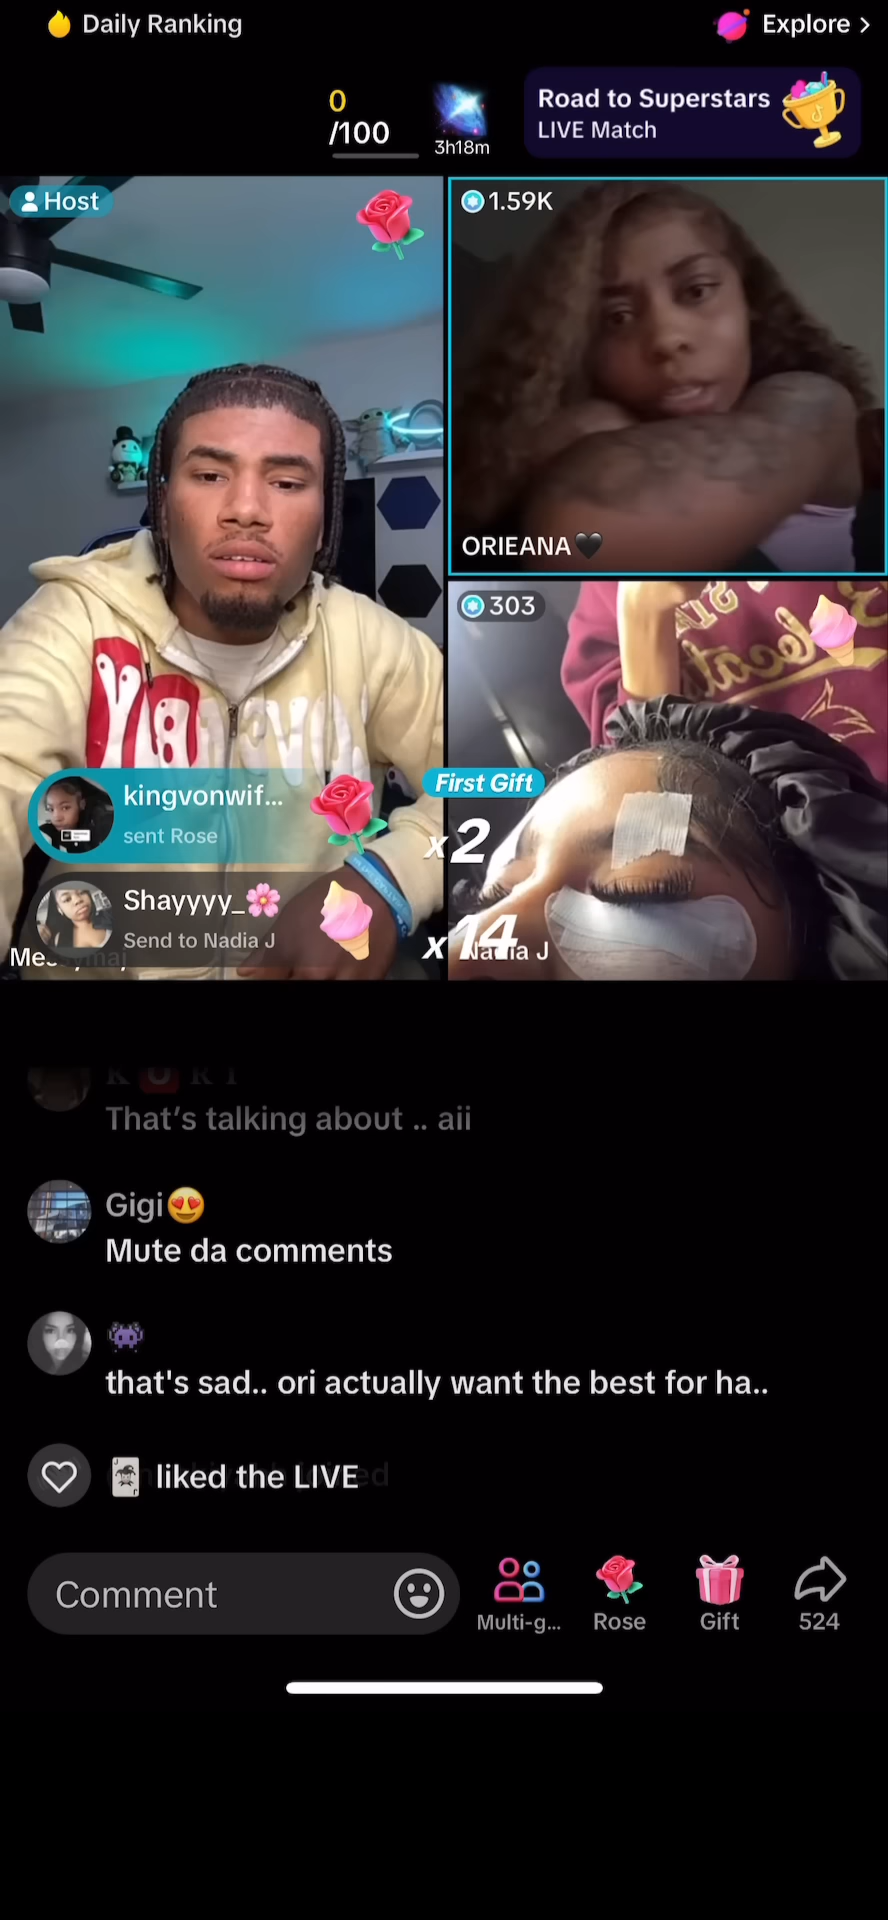 Daily Ranking
Explore >
0
/100
3h18m
Road to Superstars
LIVE Match
Host
1.59K
ORIEANA🖤
303
First Gift
kingvonwif...
sent Rose
x2
Shayyyy_🌸
Send to Nadia J
x14
Nadia J
K O R I
That's talking about .. aii
Gigi😍
Mute da comments
👾
that's sad.. ori actually want the best for ha..
🃏 liked the LIVE
Comment
Multi-g...
Rose
Gift
524